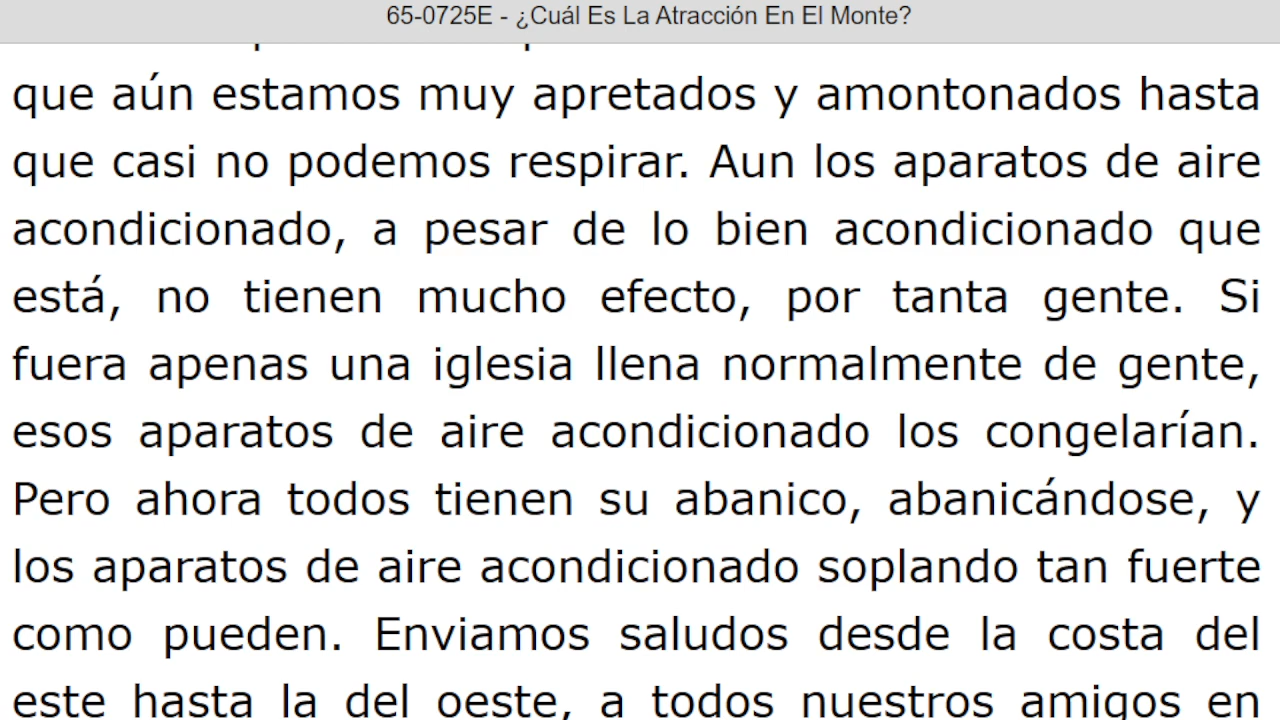 65-0725E - ¿Cuál Es La Atracción En El Monte?
que aún estamos muy apretados y amontonados hasta
que casi no podemos respirar. Aun los aparatos de aire
acondicionado, a pesar de lo bien acondicionado que
está, no tienen mucho efecto, por tanta gente. Si
fuera apenas una iglesia llena normalmente de gente,
esos aparatos de aire acondicionado los congelarían.
Pero ahora todos tienen su abanico, abanicándose, y
los aparatos de aire acondicionado soplando tan fuerte
como pueden. Enviamos saludos desde la costa del
este hasta la del oeste, a todos nuestros amigos en